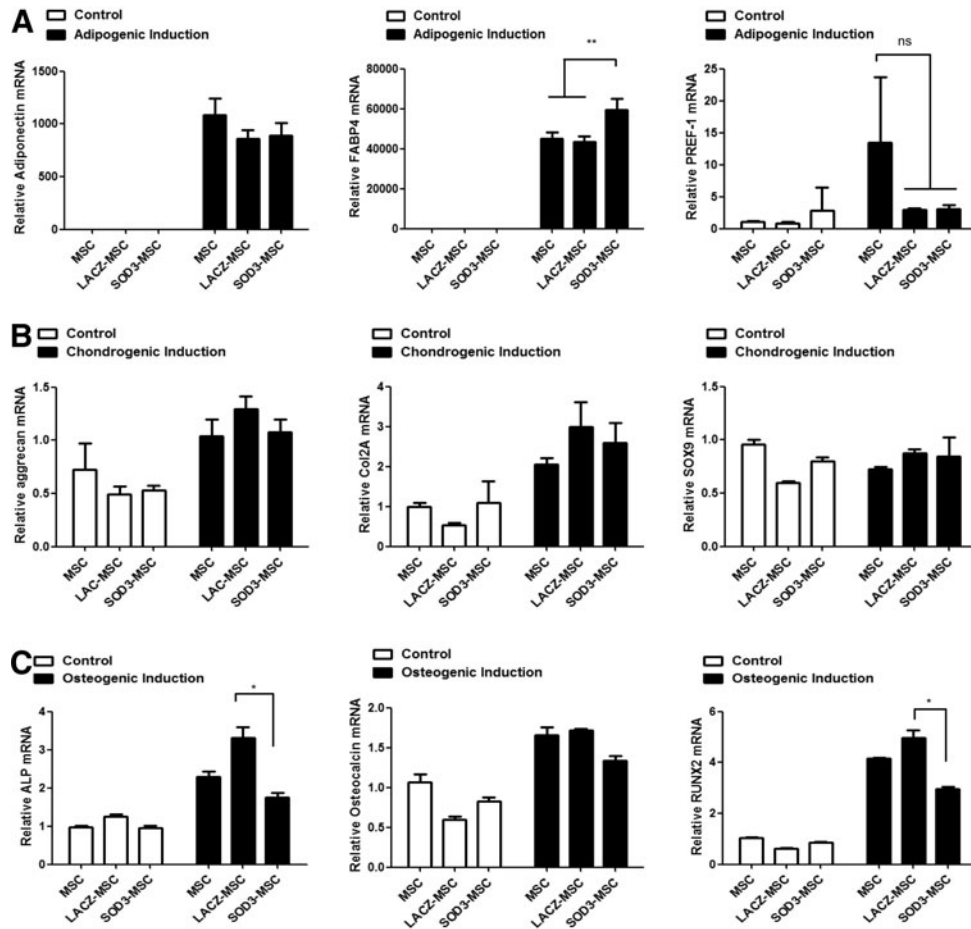 A
Control
Adipogenic Induction
Relative Adiponectin mRNA
1500
1000
500
0
MSC
LACZ-MSC
SOD3-MSC
MSC
LACZ-MSC
SOD3-MSC
Control
Adipogenic Induction
**
Relative FABP4 mRNA
80000
60000
40000
20000
0
MSC
LACZ-MSC
SOD3-MSC
MSC
LACZ-MSC
SOD3-MSC
Control
Adipogenic Induction
ns
Relative PREF-1 mRNA
25
20
15
10
5
0
MSC
LACZ-MSC
SOD3-MSC
MSC
LACZ-MSC
SOD3-MSC
B
Control
Chondrogenic Induction
Relative aggrecan mRNA
1.5
1.0
0.5
0.0
MSC
LAC-MSC
SOD3-MSC
MSC
LAC-MSC
SOD3-MSC
Control
Chondrogenic Induction
Relative Col2A mRNA
4
3
2
1
0
MSC
LACZ-MSC
SOD3-MSC
MSC
LACZ-MSC
SOD3-MSC
Control
Chondrogenic Induction
Relative SOX9 mRNA
1.5
1.0
0.5
0.0
MSC
LACZ-MSC
SOD3-MSC
MSC
LACZ-MSC
SOD3-MSC
C
Control
Osteogenic Induction
*
Relative ALP mRNA
4
3
2
1
0
MSC
LACZ-MSC
SOD3-MSC
MSC
LACZ-MSC
SOD3-MSC
Control
Osteogenic Induction
Relative Osteocalcin mRNA
2.0
1.5
1.0
0.5
0.0
MSC
LACZ-MSC
SOD3-MSC
MSC
LACZ-MSC
SOD3-MSC
Control
Osteogenic Induction
*
Relative RUNX2 mRNA
6
4
2
0
MSC
LACZ-MSC
SOD3-MSC
MSC
LACZ-MSC
SOD3-MSC